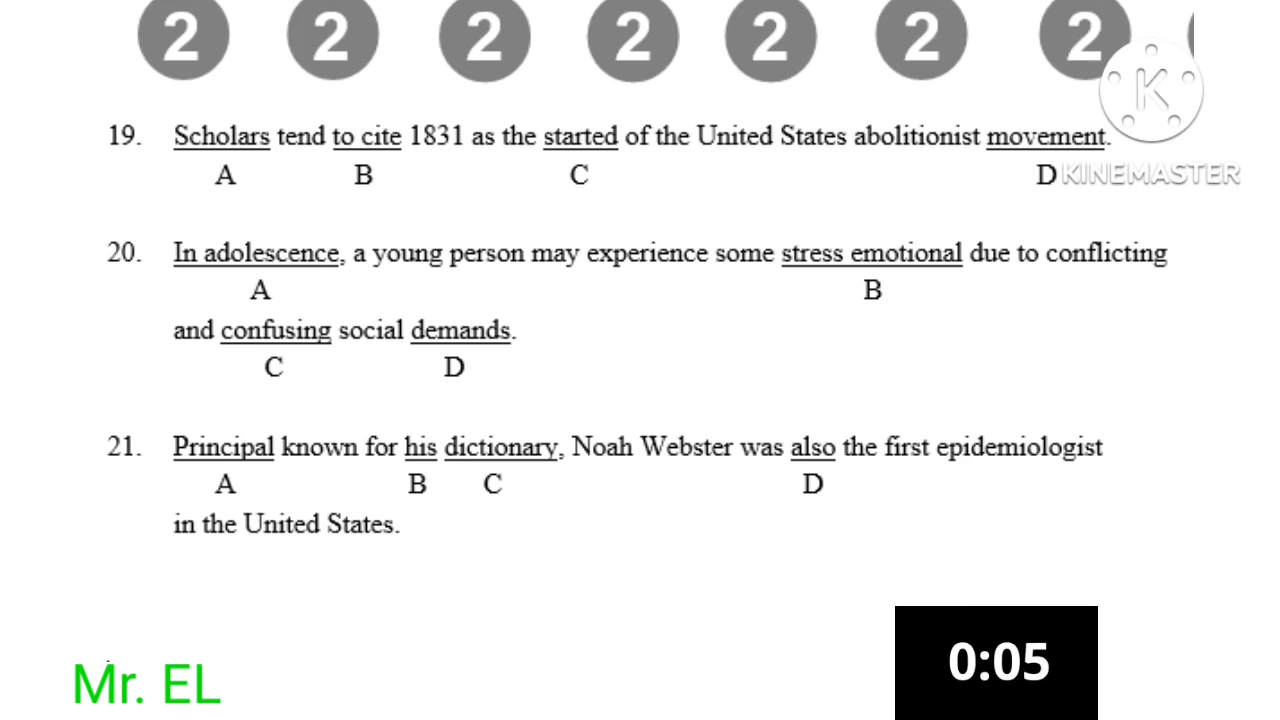 2 2 2 2 2 2 2
K
19. Scholars tend to cite 1831 as the started of the United States abolitionist movement.
A B C D
KINEMASTER
20. In adolescence, a young person may experience some stress emotional due to conflicting
A B
and confusing social demands.
C D
21. Principal known for his dictionary, Noah Webster was also the first epidemiologist
A B C D
in the United States.
Mr. EL
0:05